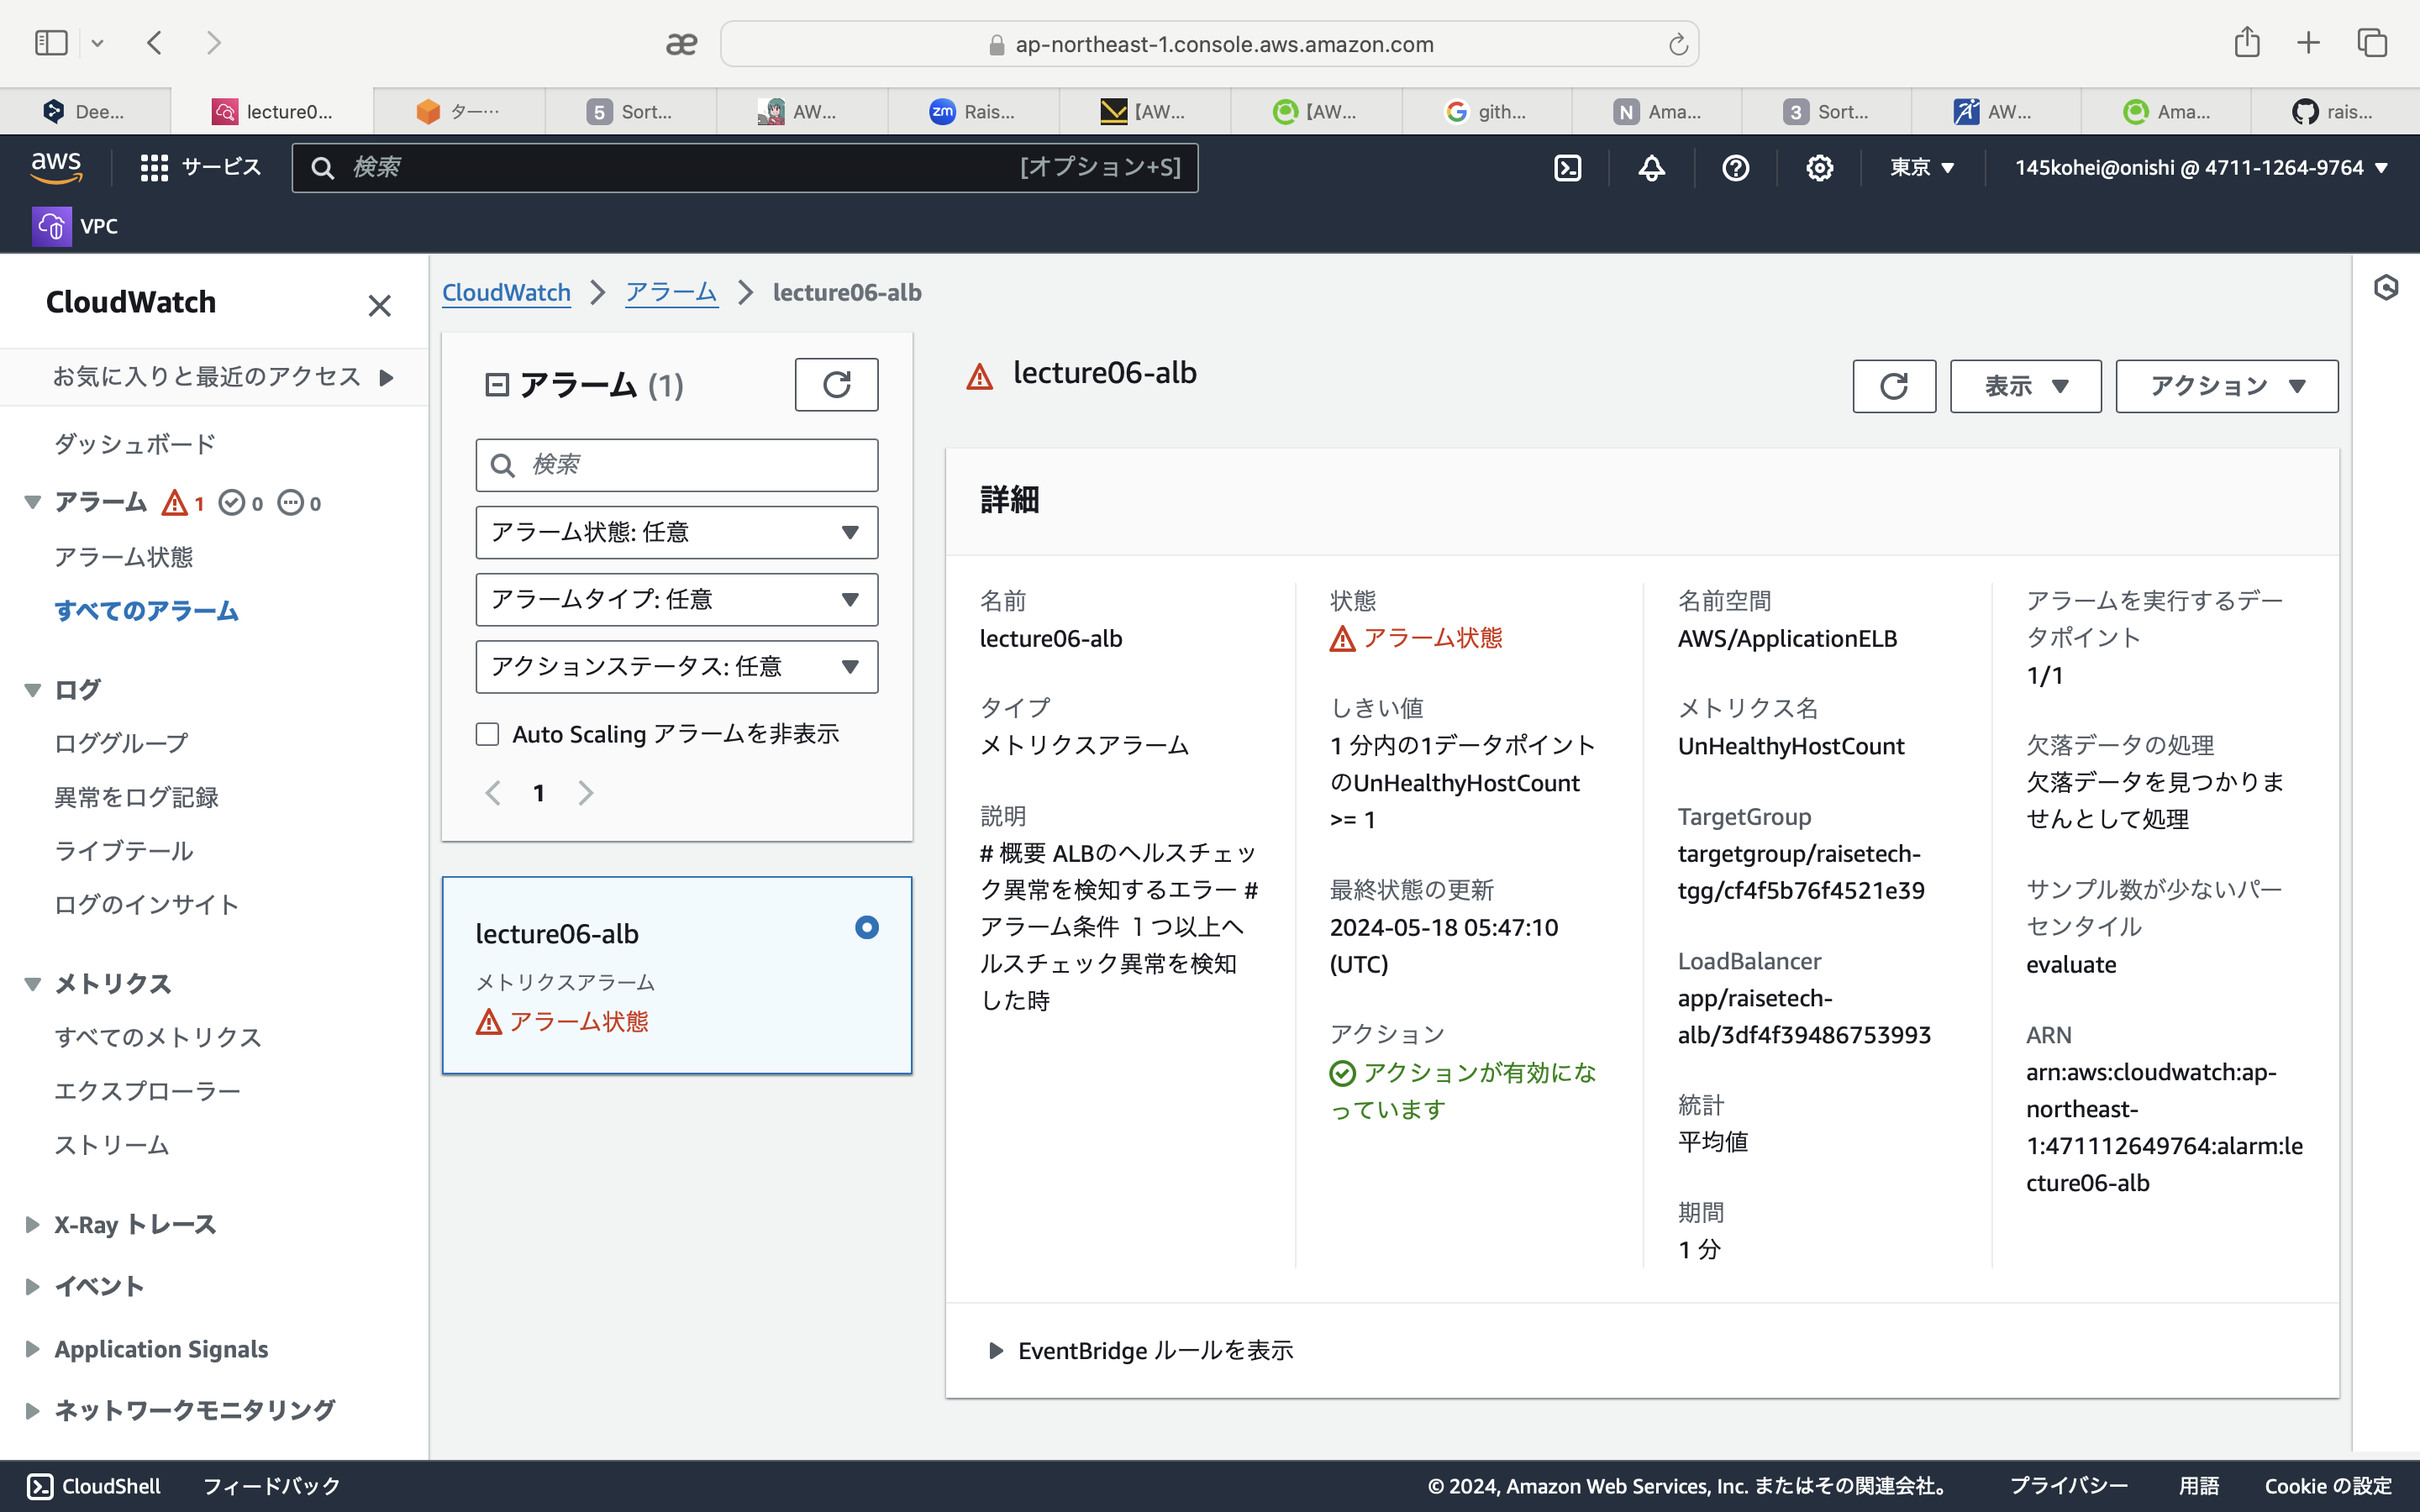 æ
ap-northeast-1.console.aws.amazon.com
Dee...
lecture0...
ター…
5 Sort...
AW...
zm Rais...
【AW...
【AW...
gith...
N Ama...
3 Sort...
AW...
Ama...
rais...
aws
サービス
検索
[オプション+S]
東京
145kohei@onishi @ 4711-1264-9764
VPC
CloudWatch
お気に入りと最近のアクセス
ダッシュボード
アラーム 1 0 0
アラーム状態
すべてのアラーム
ログ
ロググループ
異常をログ記録
ライブテール
ログのインサイト
メトリクス
すべてのメトリクス
エクスプローラー
ストリーム
X-Ray トレース
イベント
Application Signals
ネットワークモニタリング
CloudWatch
アラーム
lecture06-alb
アラーム (1)
検索
アラーム状態: 任意
アラームタイプ: 任意
アクションステータス: 任意
Auto Scaling アラームを非表示
1
lecture06-alb
メトリクスアラーム
アラーム状態
lecture06-alb
表示
アクション
詳細
名前
lecture06-alb
タイプ
メトリクスアラーム
説明
# 概要 ALBのヘルスチェッ
ク異常を検知するエラー #
アラーム条件 １つ以上ヘ
ルスチェック異常を検知
した時
状態
アラーム状態
しきい値
1 分内の1データポイント
のUnHealthyHostCount
>= 1
最終状態の更新
2024-05-18 05:47:10
(UTC)
アクション
アクションが有効にな
っています
名前空間
AWS/ApplicationELB
メトリクス名
UnHealthyHostCount
TargetGroup
targetgroup/raisetech-
tgg/cf4f5b76f4521e39
LoadBalancer
app/raisetech-
alb/3df4f39486753993
統計
平均値
期間
1 分
アラームを実行するデー
タポイント
1/1
欠落データの処理
欠落データを見つかりま
せんとして処理
サンプル数が少ないパー
センタイル
evaluate
ARN
arn:aws:cloudwatch:ap-
northeast-
1:471112649764:alarm:le
cture06-alb
EventBridge ルールを表示
CloudShell
フィードバック
© 2024, Amazon Web Services, Inc. またはその関連会社。
プライバシー
用語
Cookie の設定